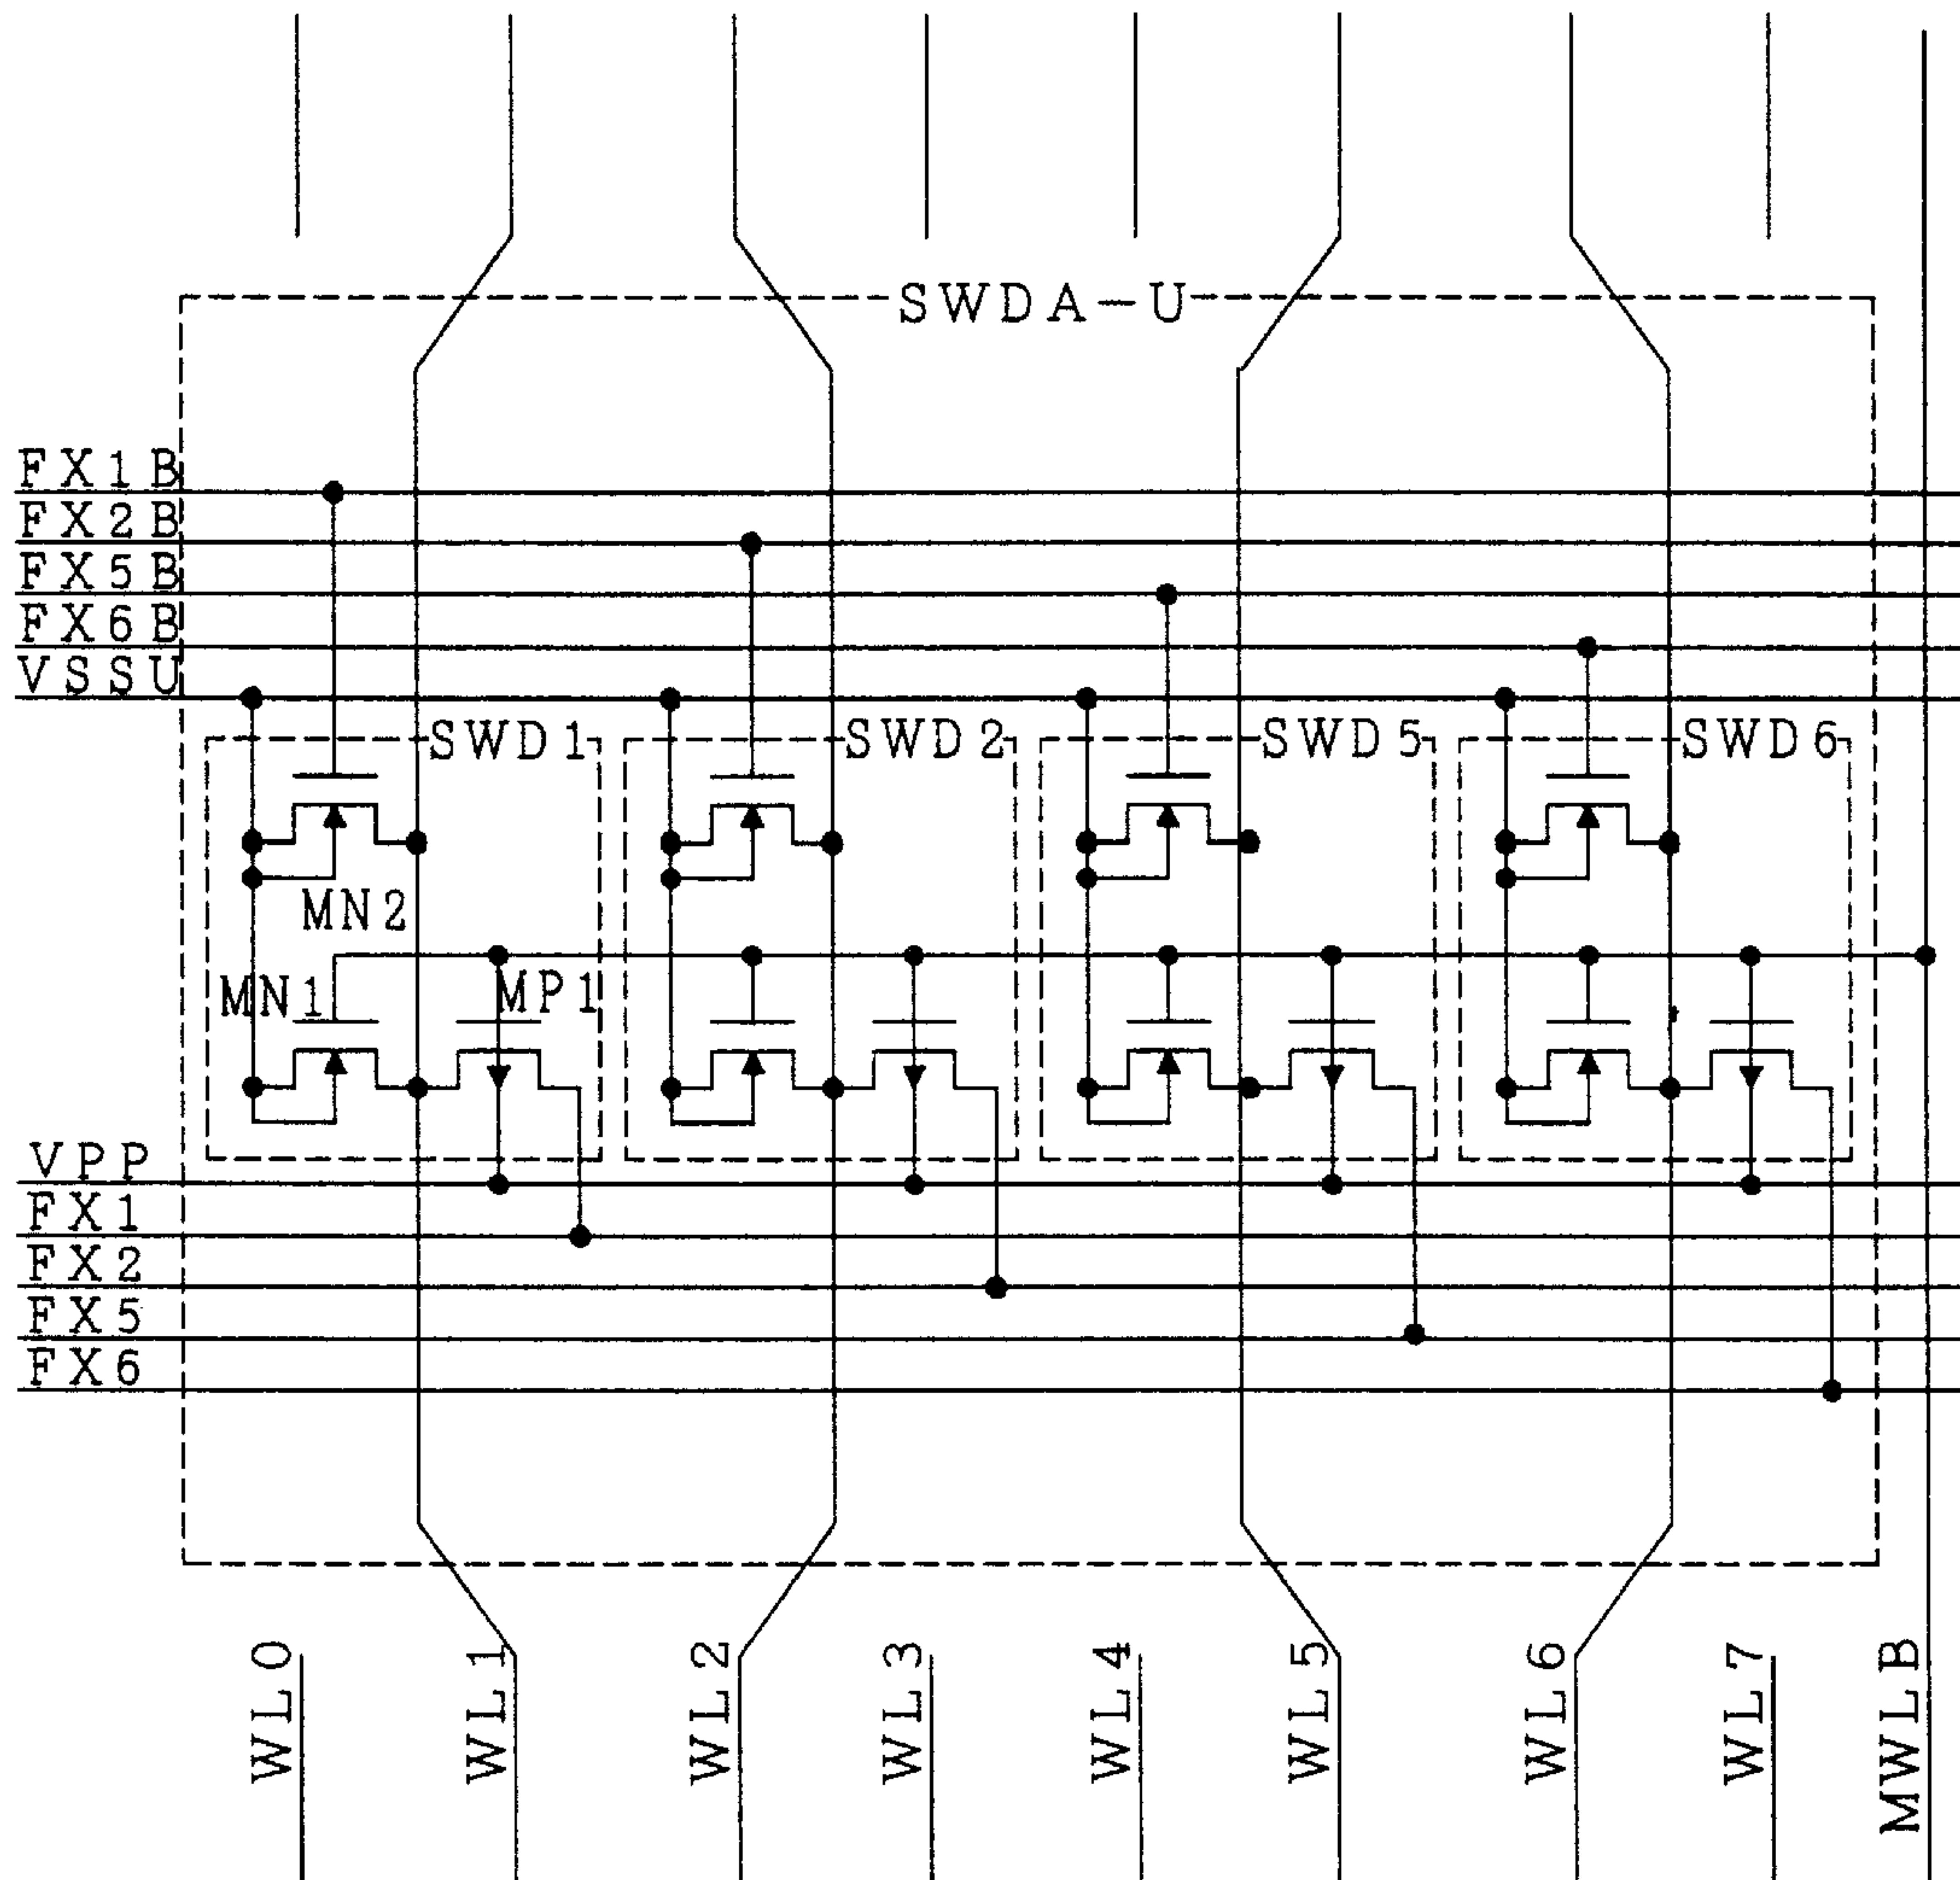 SWDA-U
FX1B
FX2B
FX5B
FX6B
VSSU
SWD1
SWD2
SWD5
SWD6
MN2
MN1
MP1
VPP
FX1
FX2
FX5
FX6
WL0
WL1
WL2
WL3
WL4
WL5
WL6
WL7
MWLB